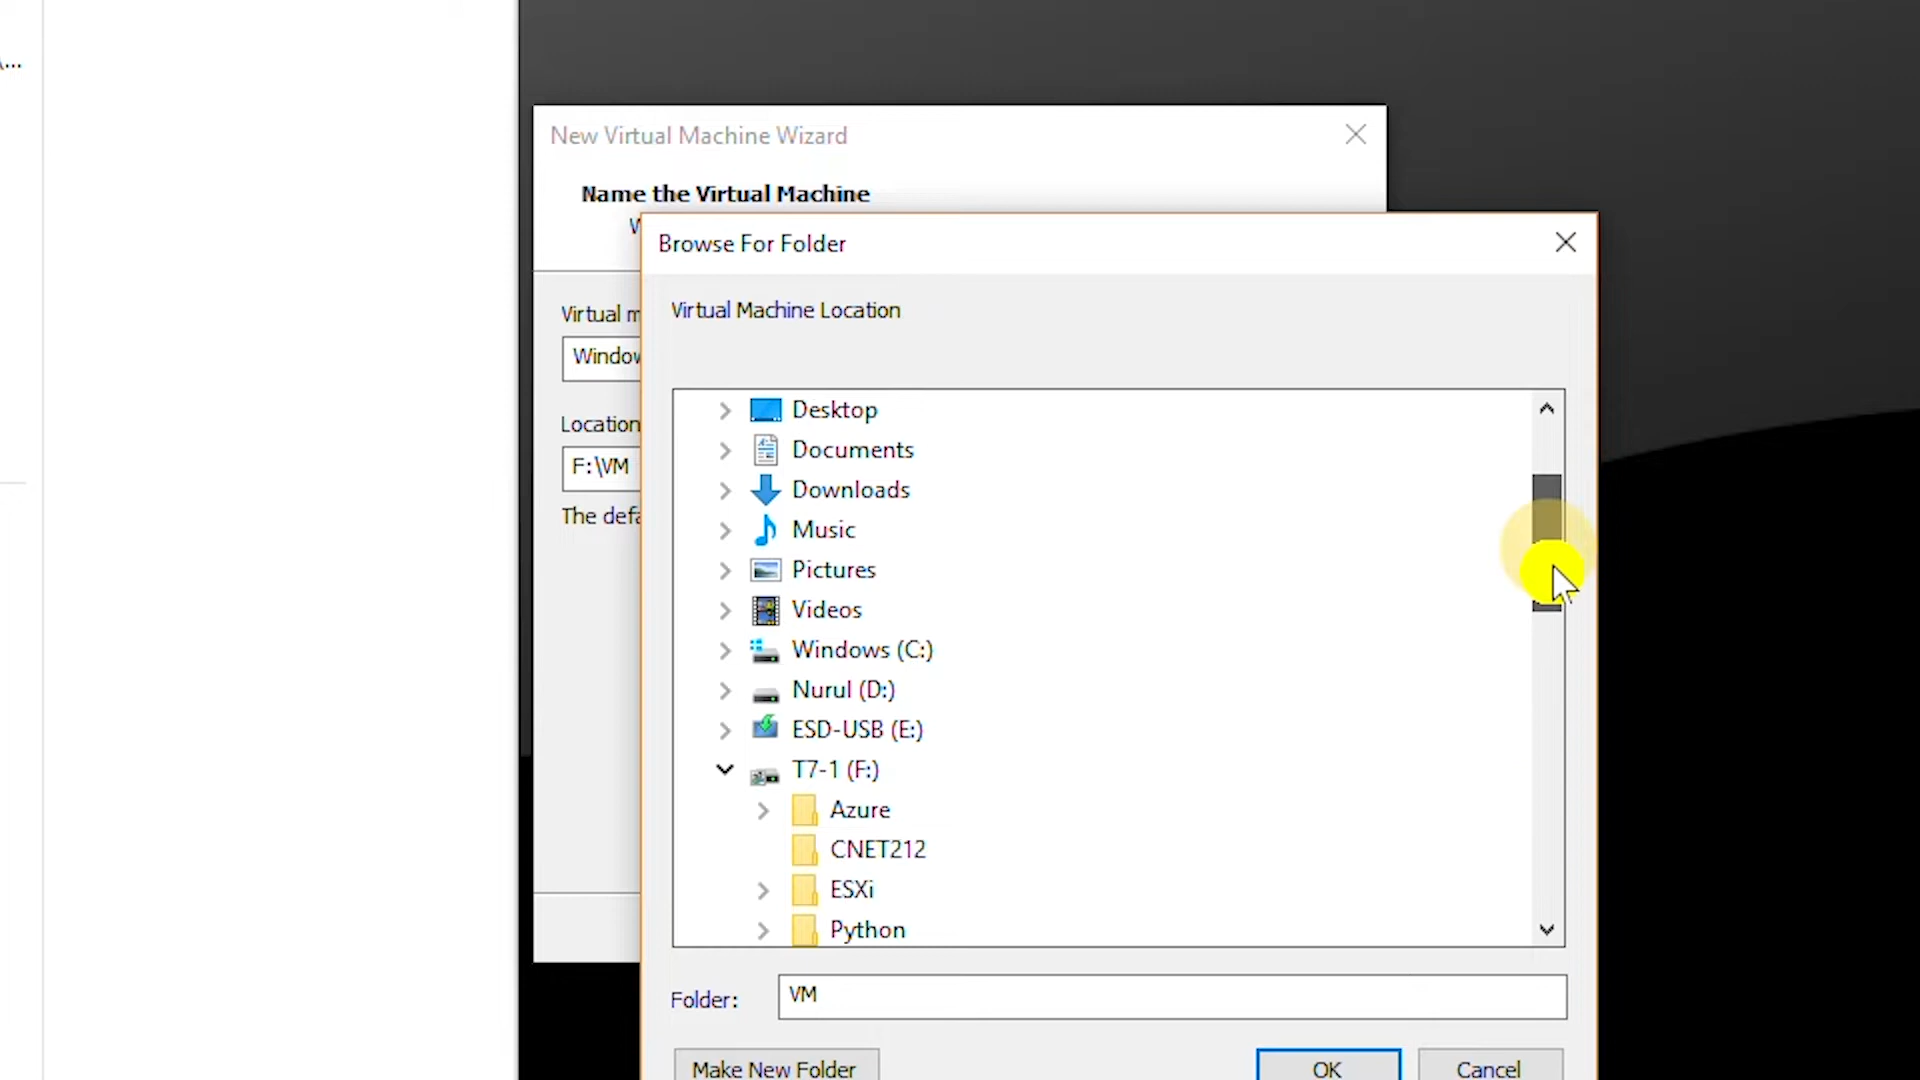 \...
New Virtual Machine Wizard
Name the Virtual Machine
Browse For Folder
Virtual Machine Location
Virtual
Location
F:\VM
The
Desktop
Documents
Downloads
Music
Pictures
Videos
Windows (C:)
Nurul (D:)
ESD-USB (E:)
T7-1 (F:)
Azure
CNET212
ESXi
Python
Folder:
VM
Make New Folder
OK
Cancel